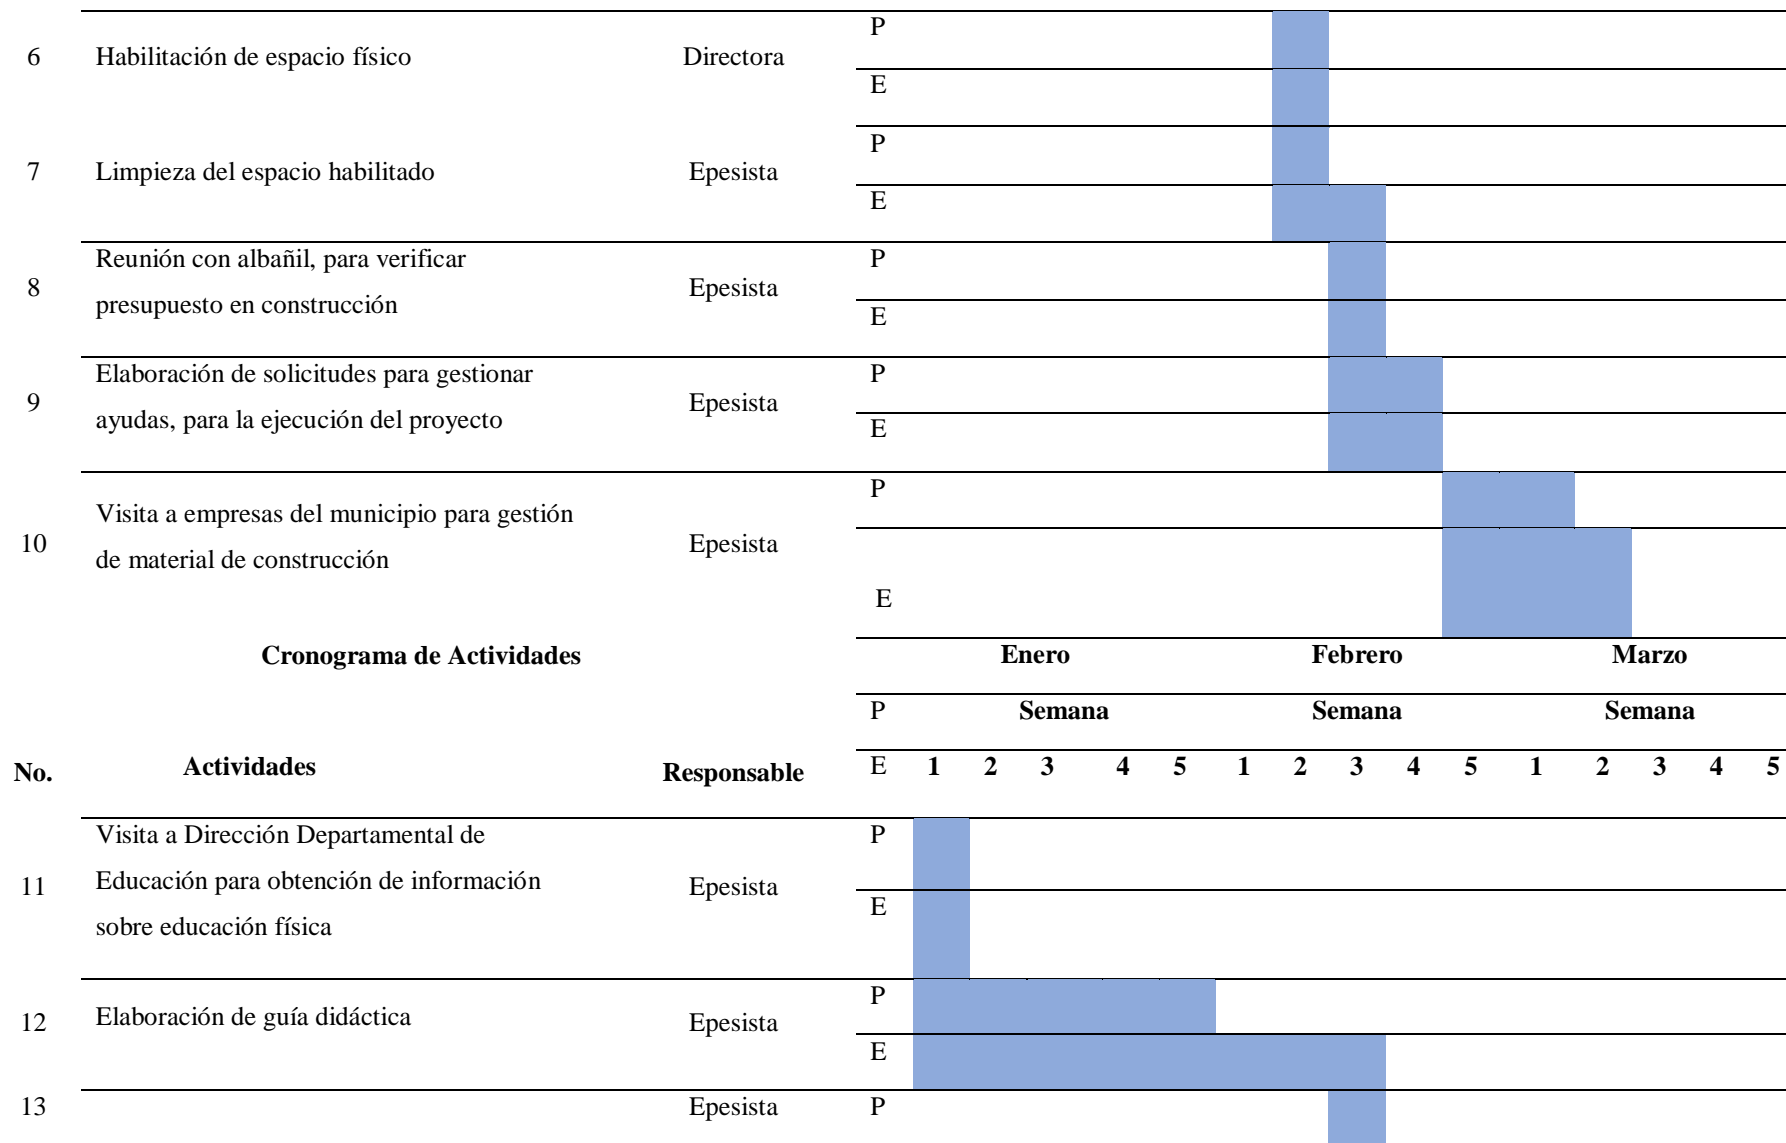 P
6 Habilitación de espacio físico Directora
E
P
7 Limpieza del espacio habilitado Epesista
E
Reunión con albañil, para verificar P
8 Epesista
presupuesto en construcción
E
Elaboración de solicitudes para gestionar P
9 Epesista
ayudas, para la ejecución del proyecto
E
P
Visita a empresas del municipio para gestión
10 Epesista
de material de construcción
E
Cronograma de Actividades Enero Febrero Marzo
P Semana Semana Semana
No. Actividades Responsable E 1 2 3 4 5 1 2 3 4 5 1 2 3 4 5
Visita a Dirección Departamental de P
11 Educación para obtención de información Epesista
E
sobre educación física
P
12 Elaboración de guía didáctica Epesista
E
13 Epesista P